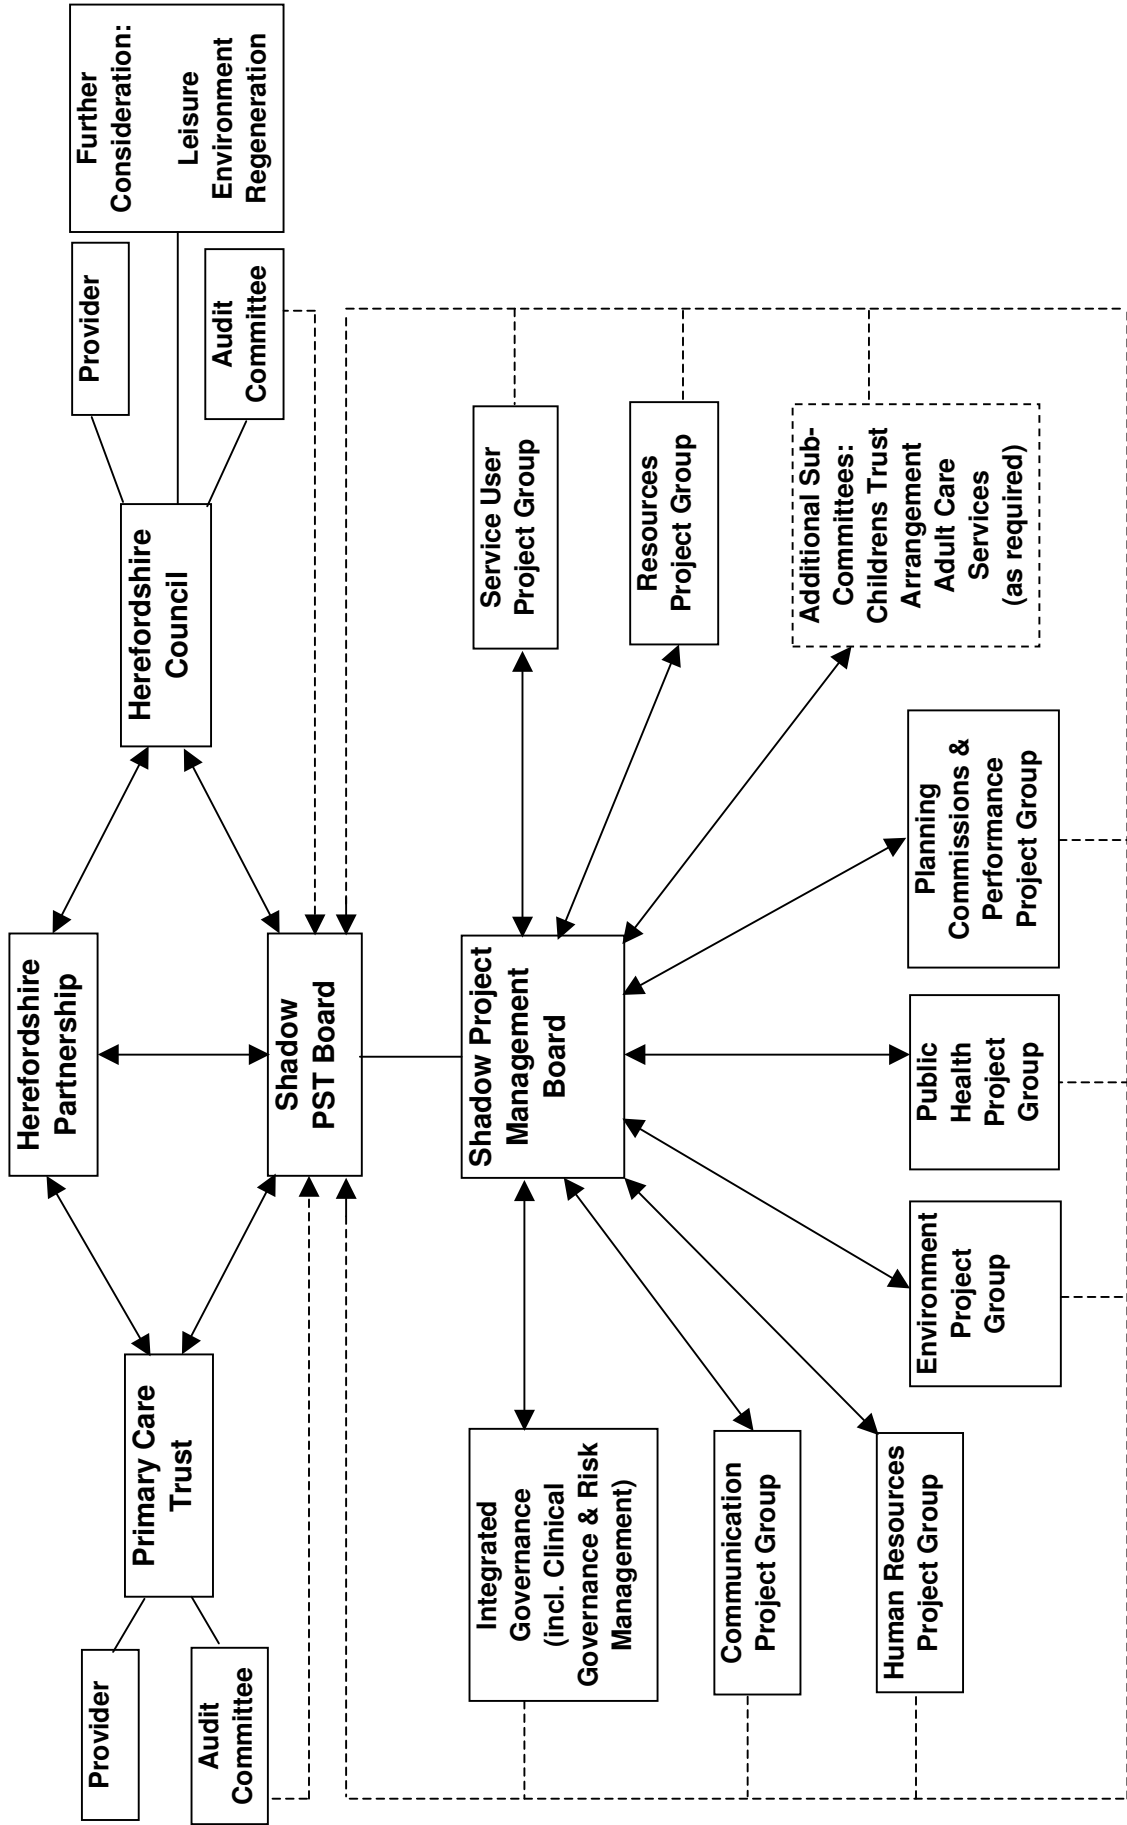 Herefordshire
Partnership
Provider
Primary Care
Trust
Audit
Committee
Shadow
PST Board
Herefordshire
Council
Provider
Audit
Committee
Further
Consideration:
Leisure
Environment
Regeneration
Integrated
Governance
(incl. Clinical
Governance & Risk
Management)
Shadow Project
Management
Board
Service User
Project Group
Communication
Project Group
Resources
Project Group
Human Resources
Project Group
Additional Sub-
Committees:
Childrens Trust
Arrangement
Adult Care
Services
(as required)
Environment
Project
Group
Public
Health
Project
Group
Planning
Commissions &
Performance
Project Group